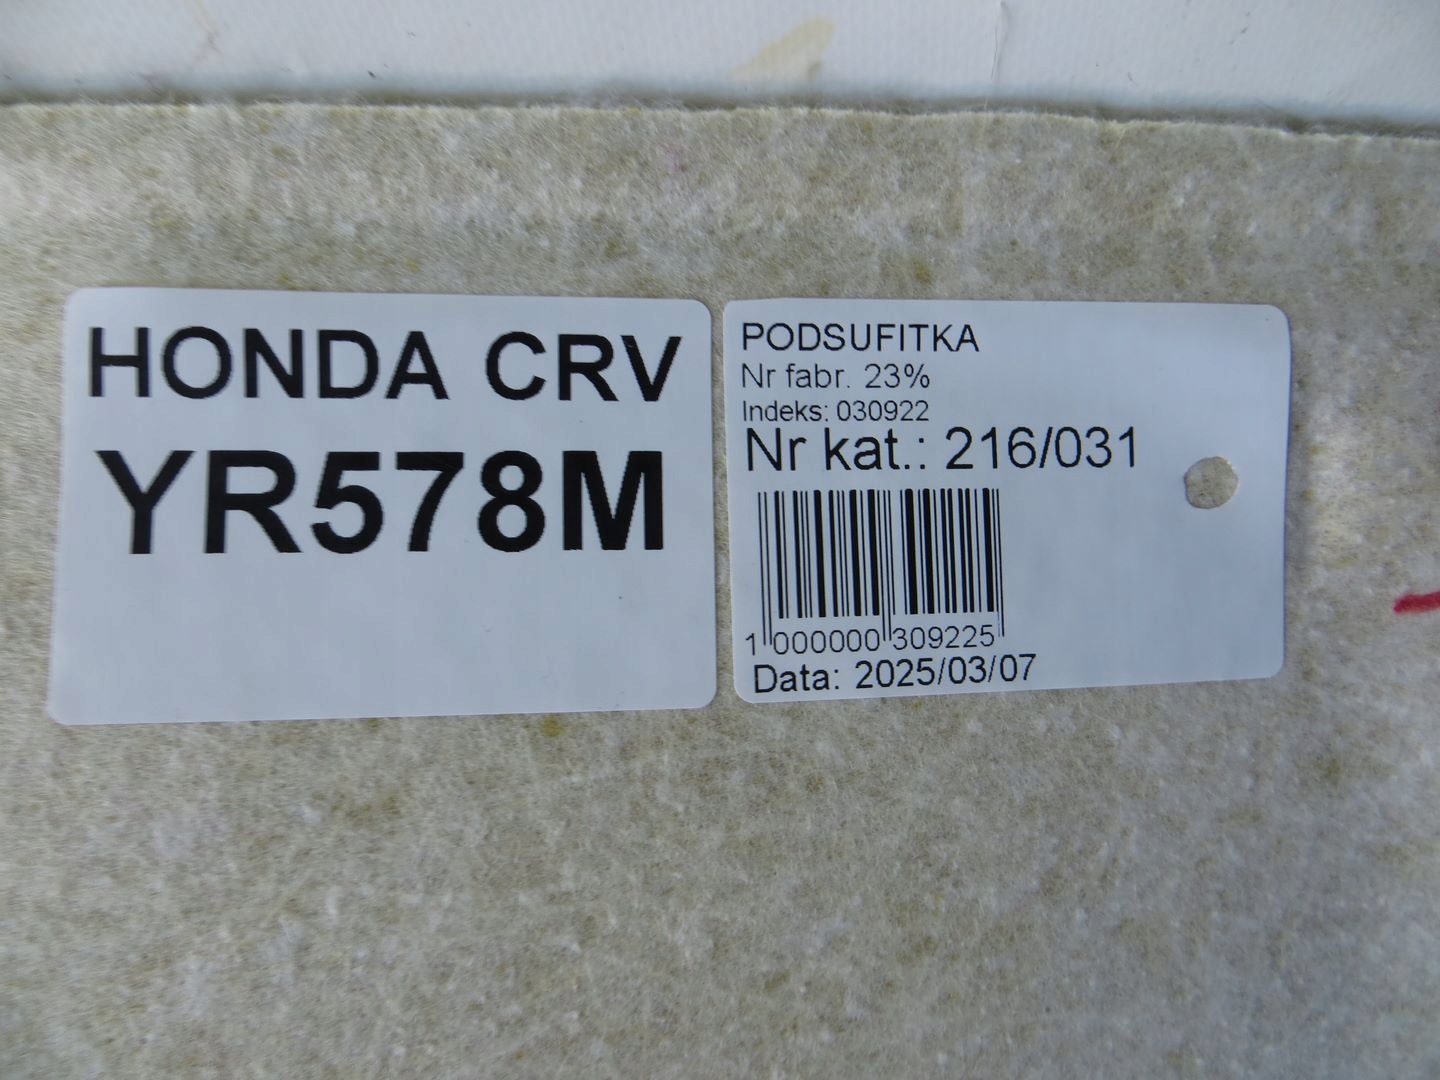 HONDA CRV
YR578M
PODSUFITKA
Nr fabr. 23%
Indeks: 030922
Nr kat.: 216/031
1 000000 309225
Data: 2025/03/07